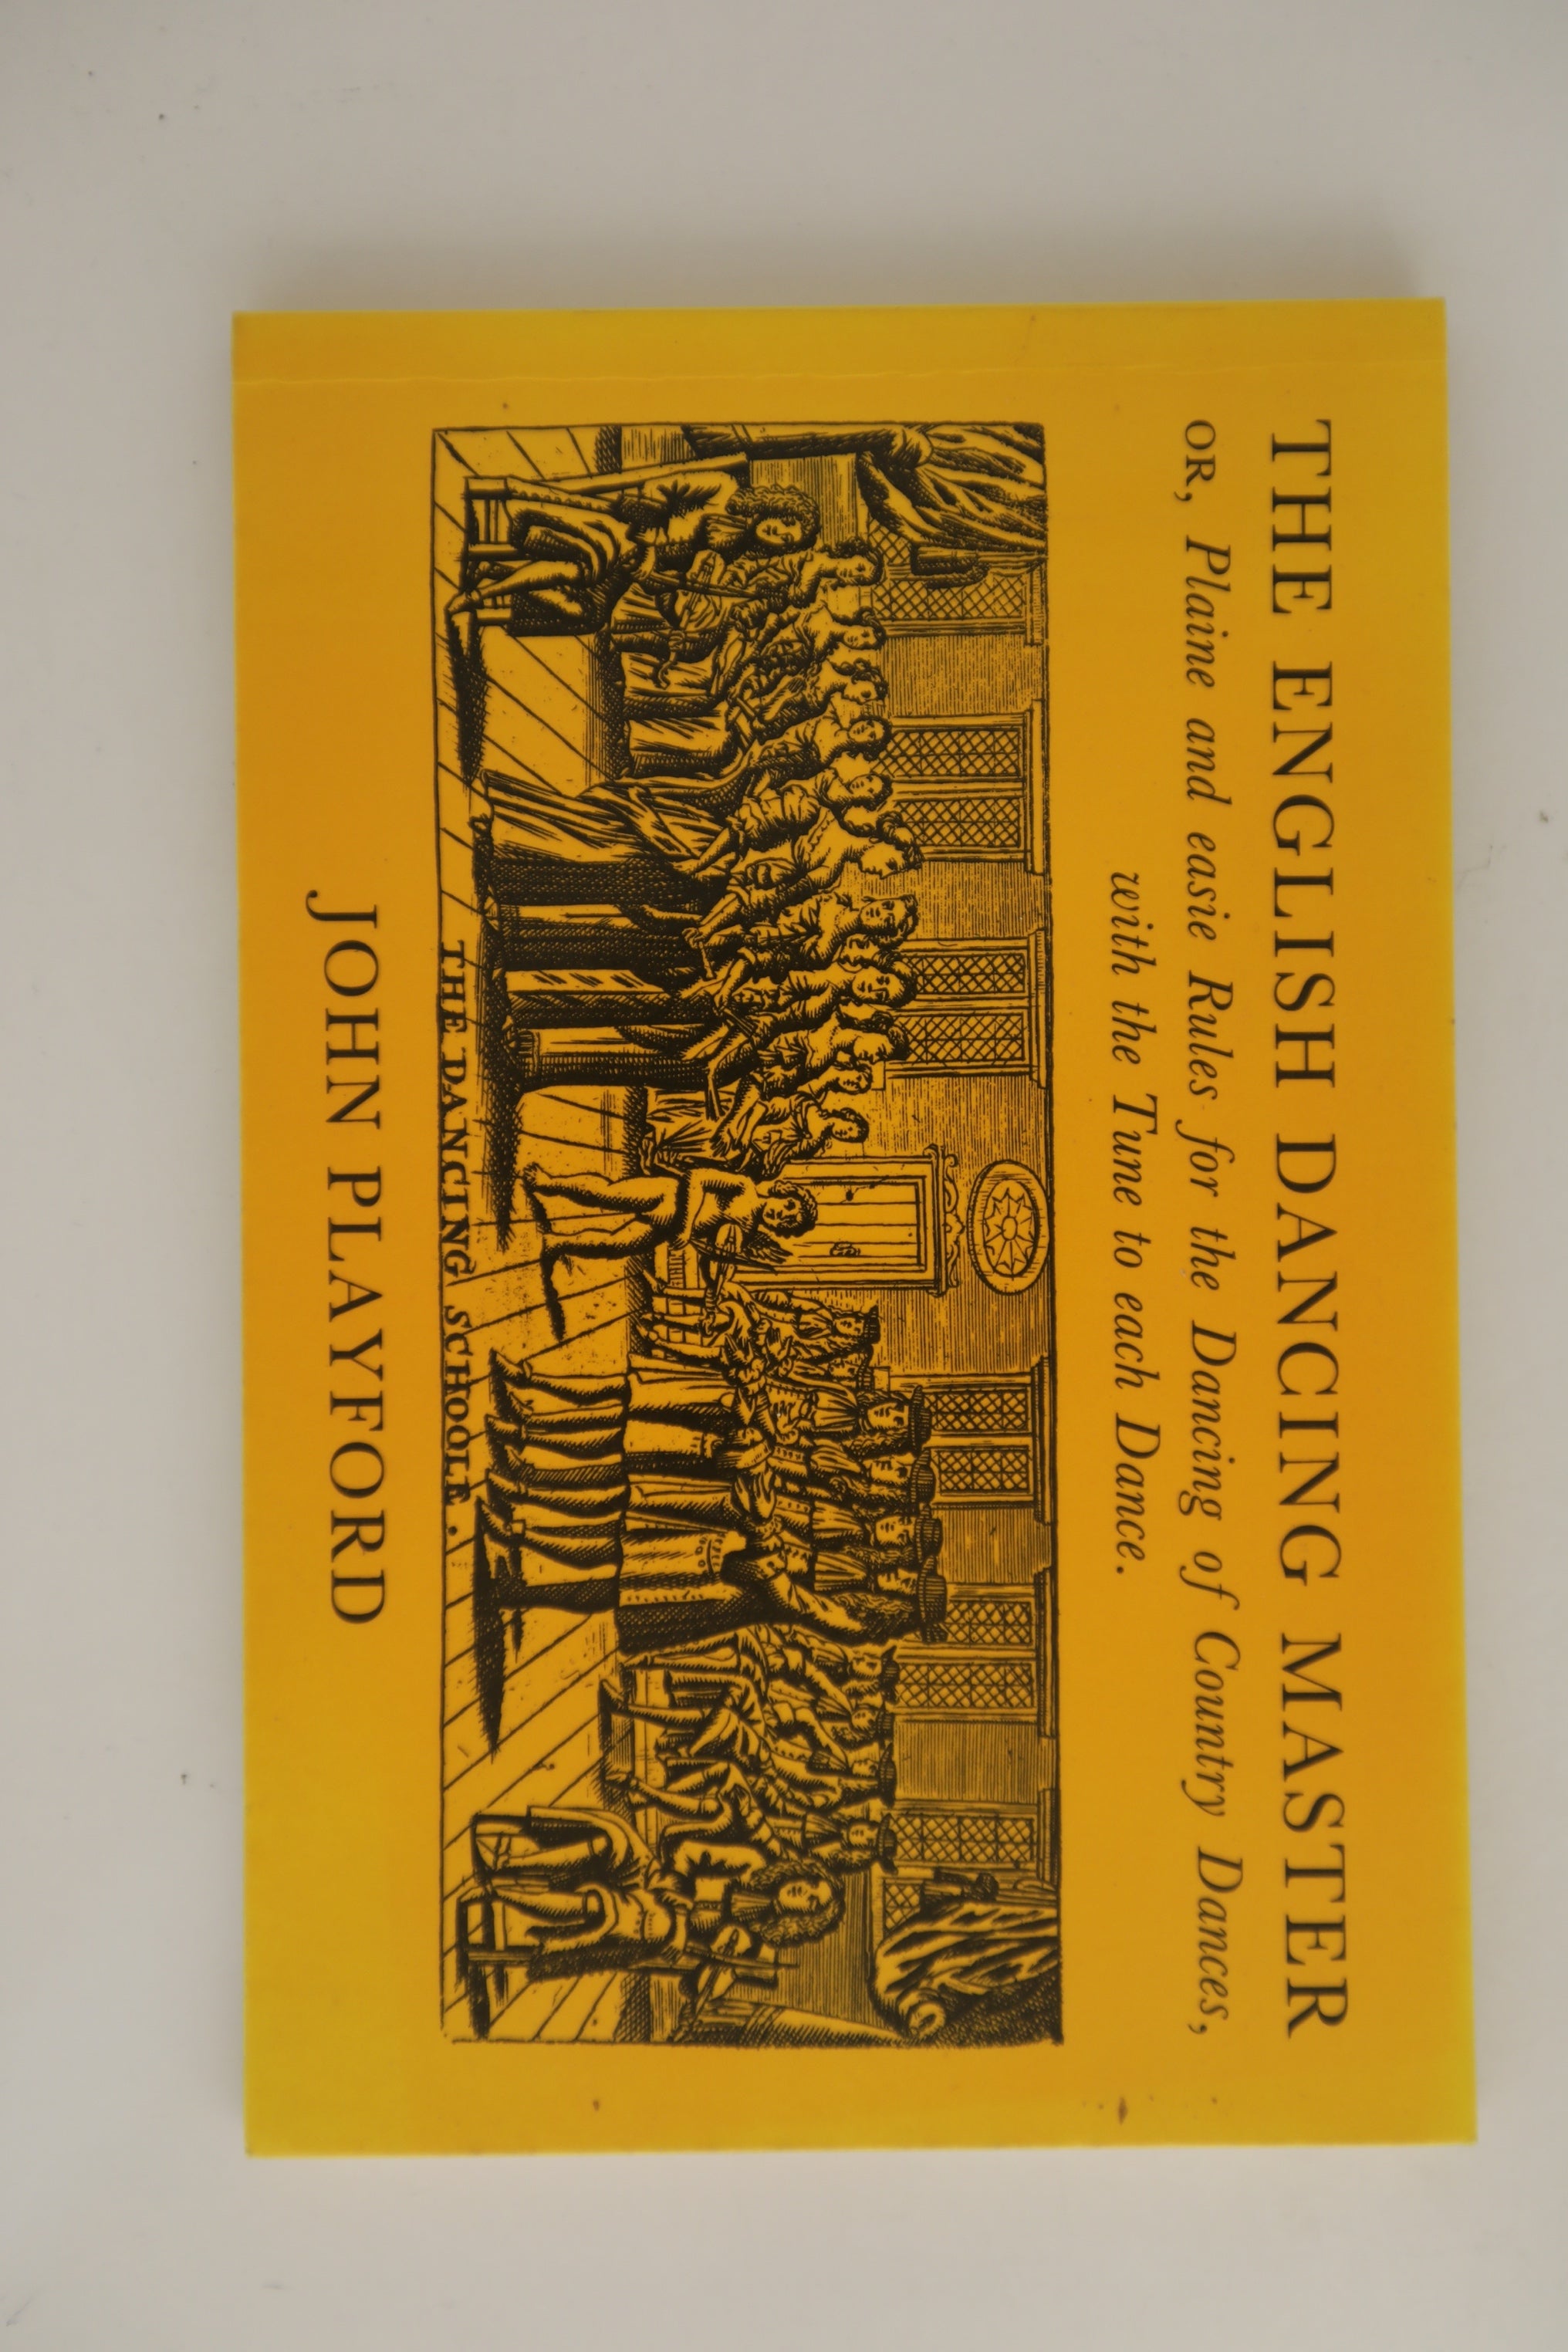 THE ENGLISH DANCING MASTER
OR, Plaine and easie Rules for the Dancing of Country Dances,
with the Tune to each Dance.
THE DANCING SCHOOLE.
JOHN PLAYFORD